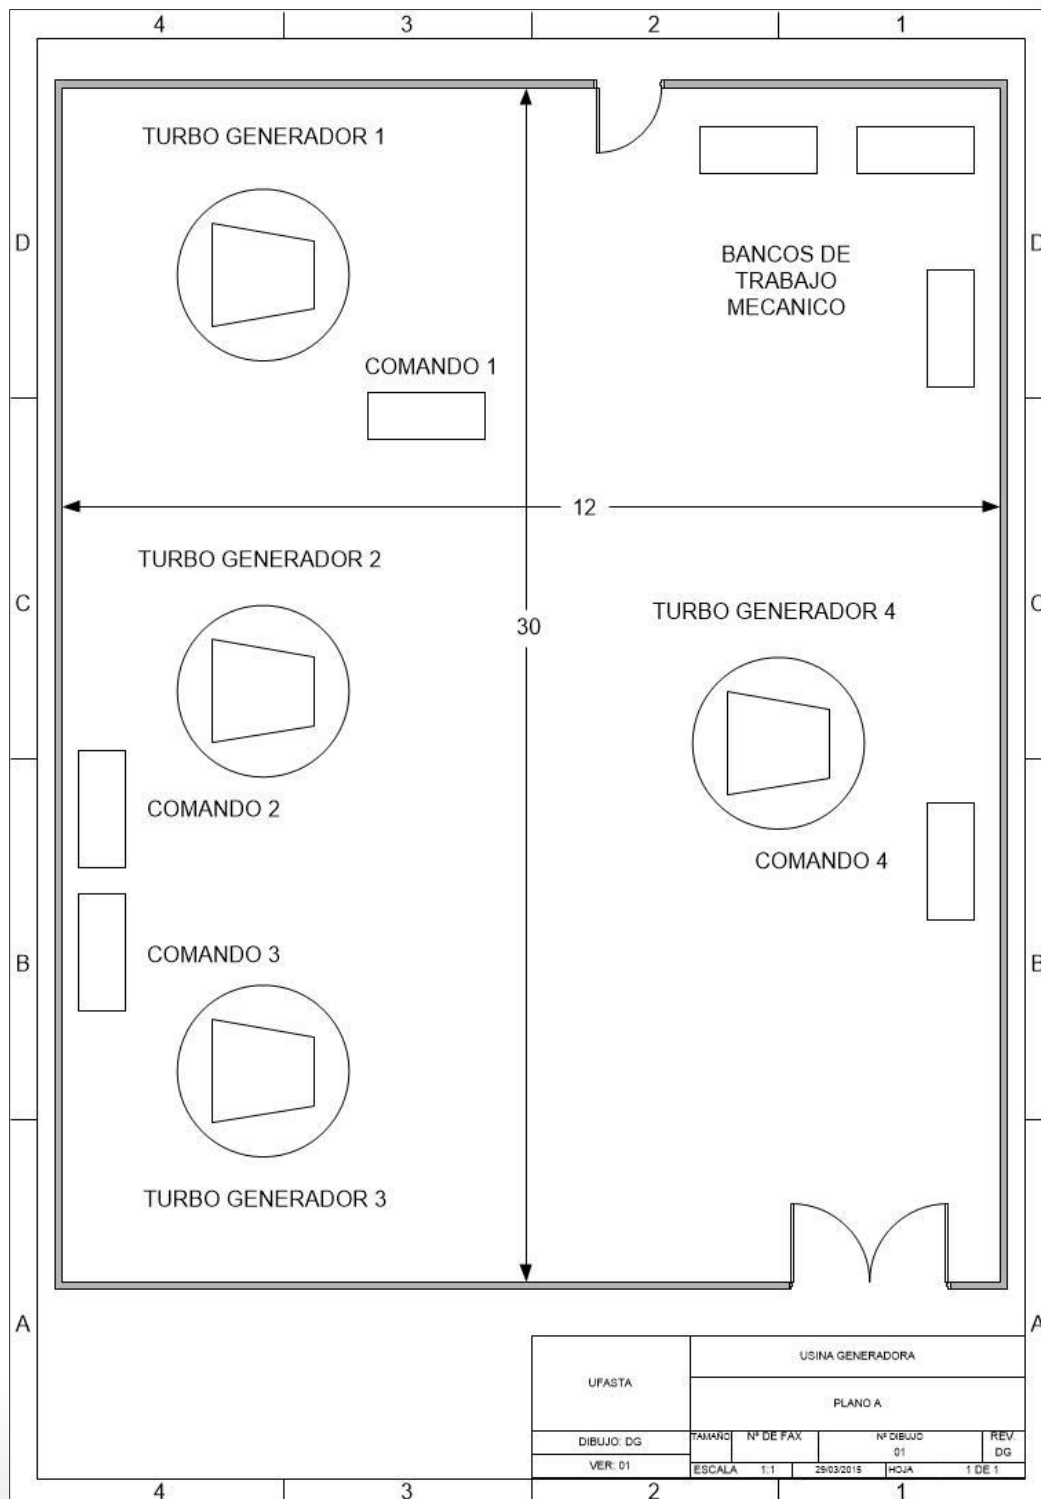 4 3 2 1
TURBO GENERADOR 1
D
D
BANCOS DE
TRABAJO
MECANICO
COMANDO 1
12
TURBO GENERADOR 2
C
C
TURBO GENERADOR 4
30
COMANDO 2
COMANDO 4
COMANDO 3
B
B
TURBO GENERADOR 3
A
A
UFASTA
USINA GENERADORA
PLANO A
DIBUJO: DG
TAMAÑO
Nº DE FAX
Nº DIBUJO
01
REV.
DG
VER: 01
ESCALA 1:1
29/03/2015
HOJA 1 DE 1
4 3 2 1